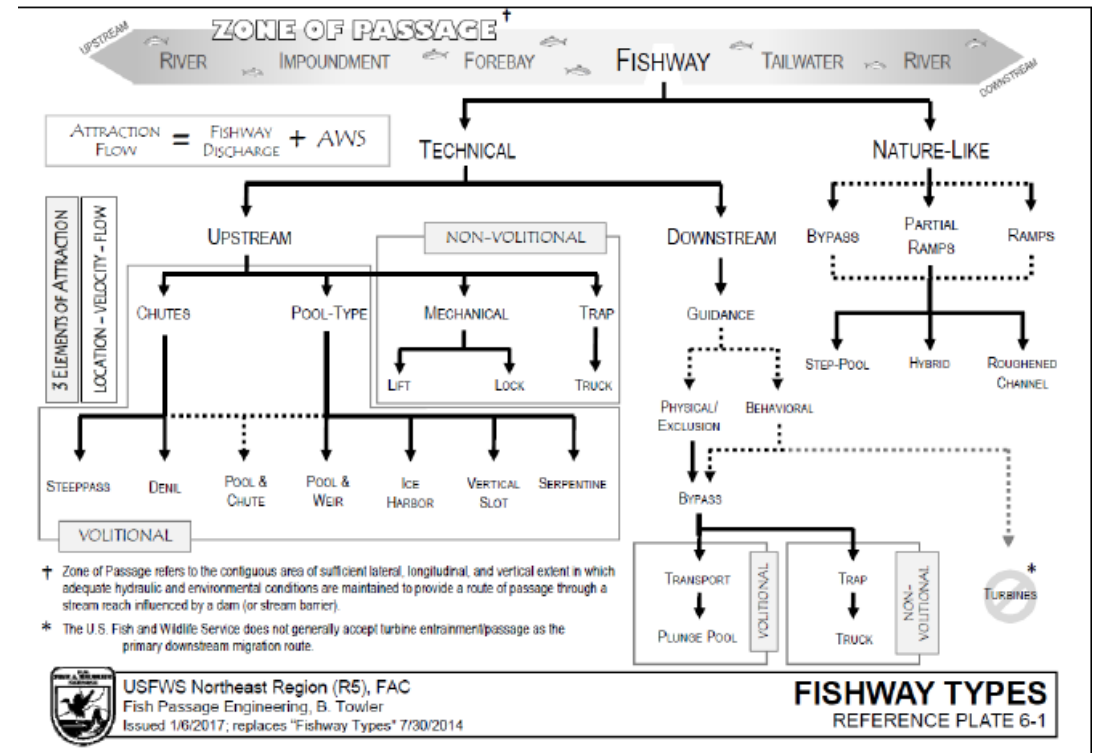 ZONE OF PASSAGE †
UPSTREAM
RIVER IMPOUNDMENT FOREBAY FISHWAY TAILWATER RIVER
DOWNSTREAM
ATTRACTION FLOW = FISHWAY DISCHARGE + AWS
TECHNICAL
NATURE-LIKE
3 ELEMENTS OF ATTRACTION
LOCATION – VELOCITY – FLOW
UPSTREAM
NON-VOLITIONAL
DOWNSTREAM
BYPASS
PARTIAL
RAMPS
RAMPS
CHUTES
POOL-TYPE
MECHANICAL
TRAP
GUIDANCE
LIFT
LOCK
TRUCK
STEP-POOL
HYBRID
ROUGHENED
CHANNEL
PHYSICAL/
EXCLUSION
BEHAVIORAL
STEEPPASS
DENIL
POOL &
CHUTE
POOL &
WEIR
ICE
HARBOR
VERTICAL
SLOT
SERPENTINE
BYPASS
VOLITIONAL
TRANSPORT
PLUNGE POOL
VOLITIONAL
TRAP
TRUCK
NON-
VOLITIONAL
TURBINES *
† Zone of Passage refers to the contiguous area of sufficient lateral, longitudinal, and vertical extent in which
adequate hydraulic and environmental conditions are maintained to provide a route of passage through a
stream reach influenced by a dam (or stream barrier).
* The U.S. Fish and Wildlife Service does not generally accept turbine entrainment/passage as the
primary downstream migration route.
USFWS Northeast Region (R5), FAC
Fish Passage Engineering, B. Towler
Issued 1/6/2017; replaces "Fishway Types" 7/30/2014
FISHWAY TYPES
REFERENCE PLATE 6-1